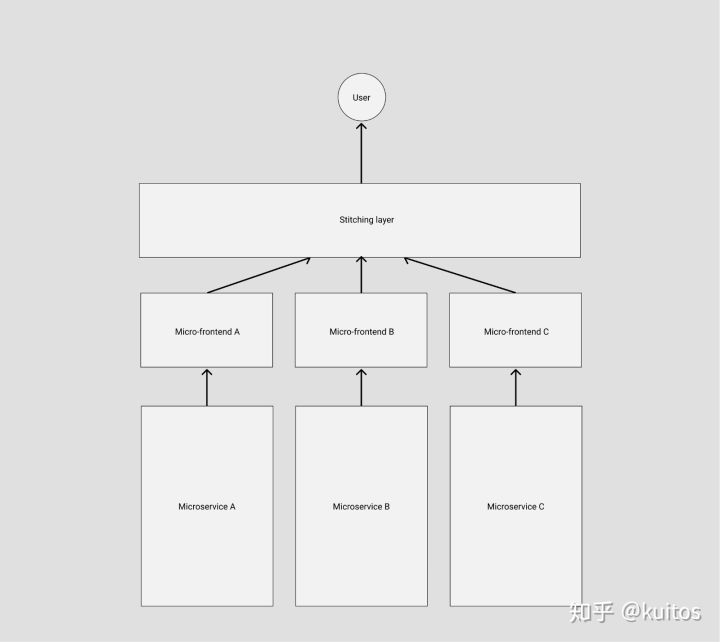 User
Stitching layer
Micro-frontend A
Micro-frontend B
Micro-frontend C
Microservice A
Microservice B
Microservice C
知乎 @kuitos